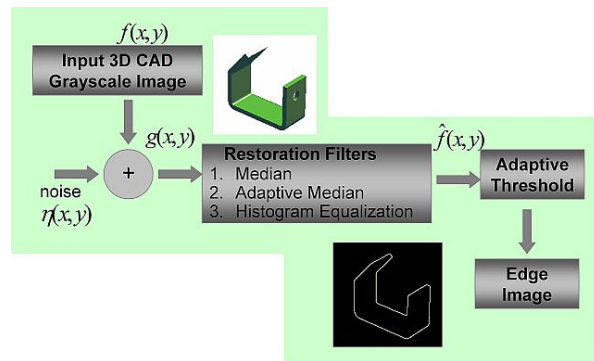 f(x,y)
Input 3D CAD
Grayscale Image
g(x,y)
+
noise
η(x,y)
Restoration Filters
1. Median
2. Adaptive Median
3. Histogram Equalization
f̂(x,y)
Adaptive
Threshold
Edge
Image